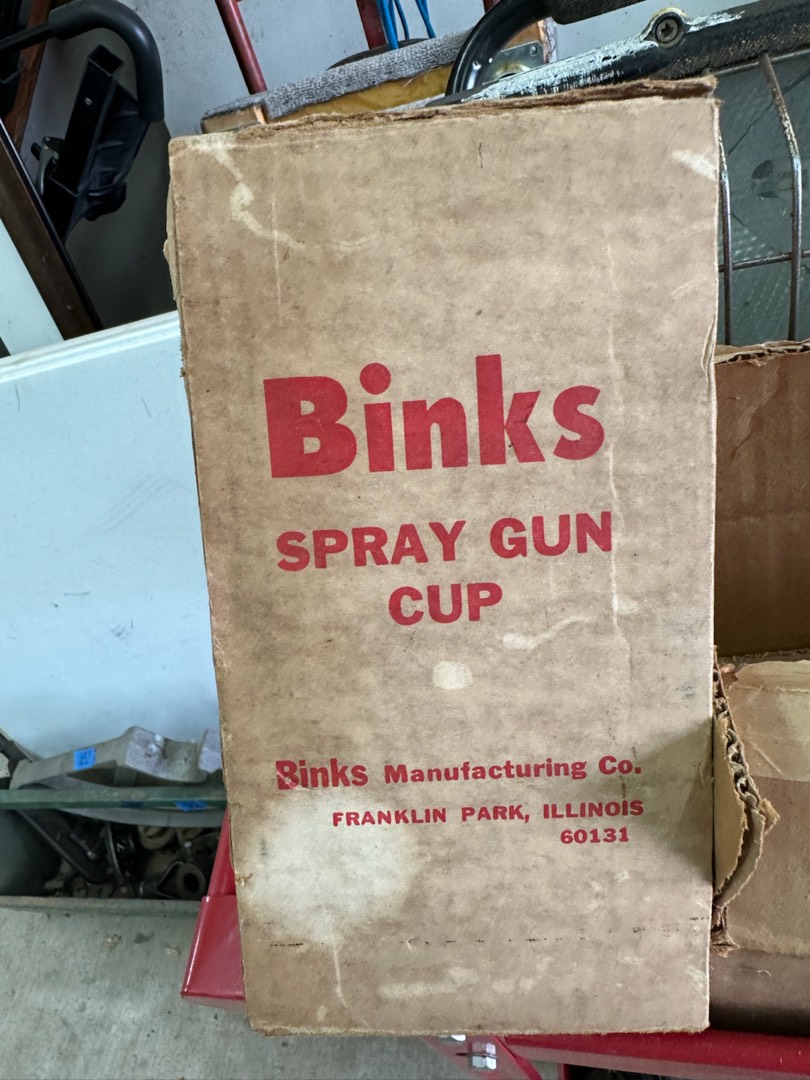 Binks
SPRAY GUN
CUP
Binks Manufacturing Co.
FRANKLIN PARK, ILLINOIS
60131